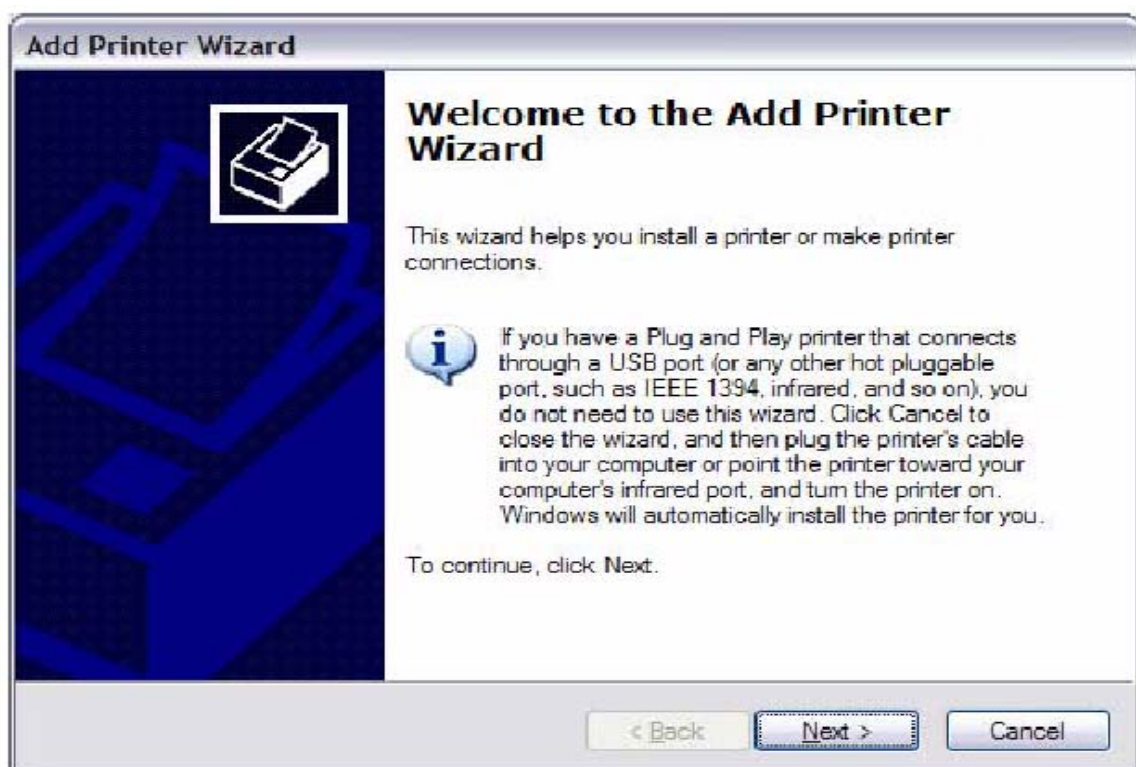 Add Printer Wizard
Welcome to the Add Printer
Wizard
This wizard helps you install a printer or make printer
connections.
If you have a Plug and Play printer that connects
through a USB port (or any other hot pluggable
port, such as IEEE 1394, infrared, and so on), you
do not need to use this wizard. Click Cancel to
close the wizard, and then plug the printer's cable
into your computer or point the printer toward your
computer's infrared port, and turn the printer on.
Windows will automatically install the printer for you.
To continue, click Next.
< Back Next > Cancel